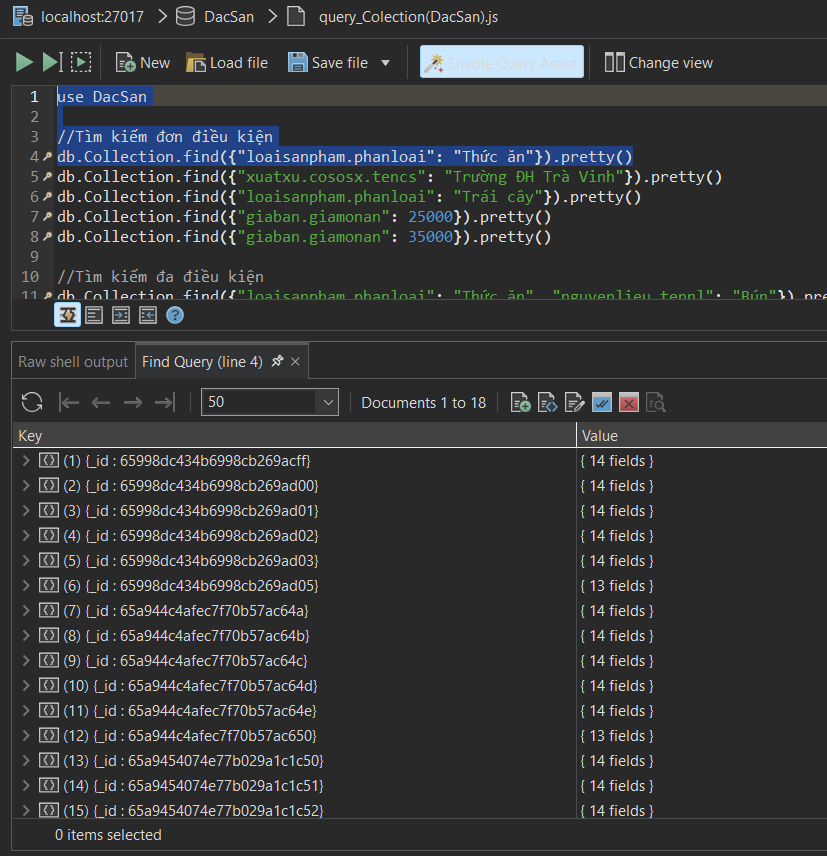 localhost:27017 > DacSan > query_Colection(DacSan).js
New Load file Save file Enable Query Assist Change view
1 use DacSan
2
3 //Tìm kiếm đơn điều kiện
4 db.Collection.find({"loaisanpham.phanloai": "Thức ăn"}).pretty()
5 db.Collection.find({"xuatxu.cososx.tencs": "Trường ĐH Trà Vinh"}).pretty()
6 db.Collection.find({"loaisanpham.phanloai": "Trái cây"}).pretty()
7 db.Collection.find({"giaban.giamonan": 25000}).pretty()
8 db.Collection.find({"giaban.giamonan": 35000}).pretty()
9
10 //Tìm kiếm đa điều kiện
11 db.Collection.find({"loaisanpham.phanloai": "Thức ăn", "nguyenlieu.tennl": "Bún"}).pre
Raw shell output Find Query (line 4)
50 Documents 1 to 18
Key Value
(1) {_id : 65998dc434b6998cb269acff} { 14 fields }
(2) {_id : 65998dc434b6998cb269ad00} { 14 fields }
(3) {_id : 65998dc434b6998cb269ad01} { 14 fields }
(4) {_id : 65998dc434b6998cb269ad02} { 14 fields }
(5) {_id : 65998dc434b6998cb269ad03} { 14 fields }
(6) {_id : 65998dc434b6998cb269ad05} { 13 fields }
(7) {_id : 65a944c4afec7f70b57ac64a} { 14 fields }
(8) {_id : 65a944c4afec7f70b57ac64b} { 14 fields }
(9) {_id : 65a944c4afec7f70b57ac64c} { 14 fields }
(10) {_id : 65a944c4afec7f70b57ac64d} { 14 fields }
(11) {_id : 65a944c4afec7f70b57ac64e} { 14 fields }
(12) {_id : 65a944c4afec7f70b57ac650} { 13 fields }
(13) {_id : 65a9454074e77b029a1c1c50} { 14 fields }
(14) {_id : 65a9454074e77b029a1c1c51} { 14 fields }
(15) {_id : 65a9454074e77b029a1c1c52} { 14 fields }
0 items selected